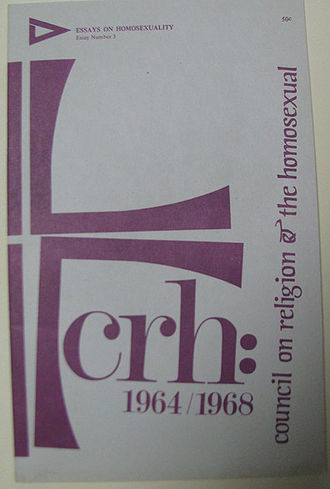 ESSAYS ON HOMOSEXUALITY
Essay Number 3
50¢
crh:
1964/1968
council on religion & the homosexual